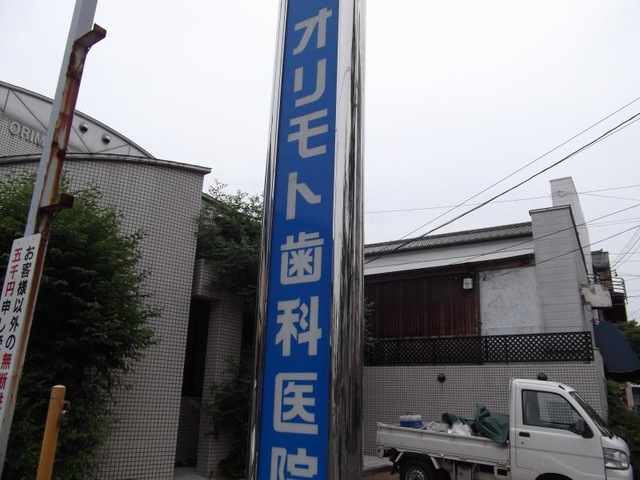 オリモト歯科医院
ORIM
お客様以外の無断
五千円申し